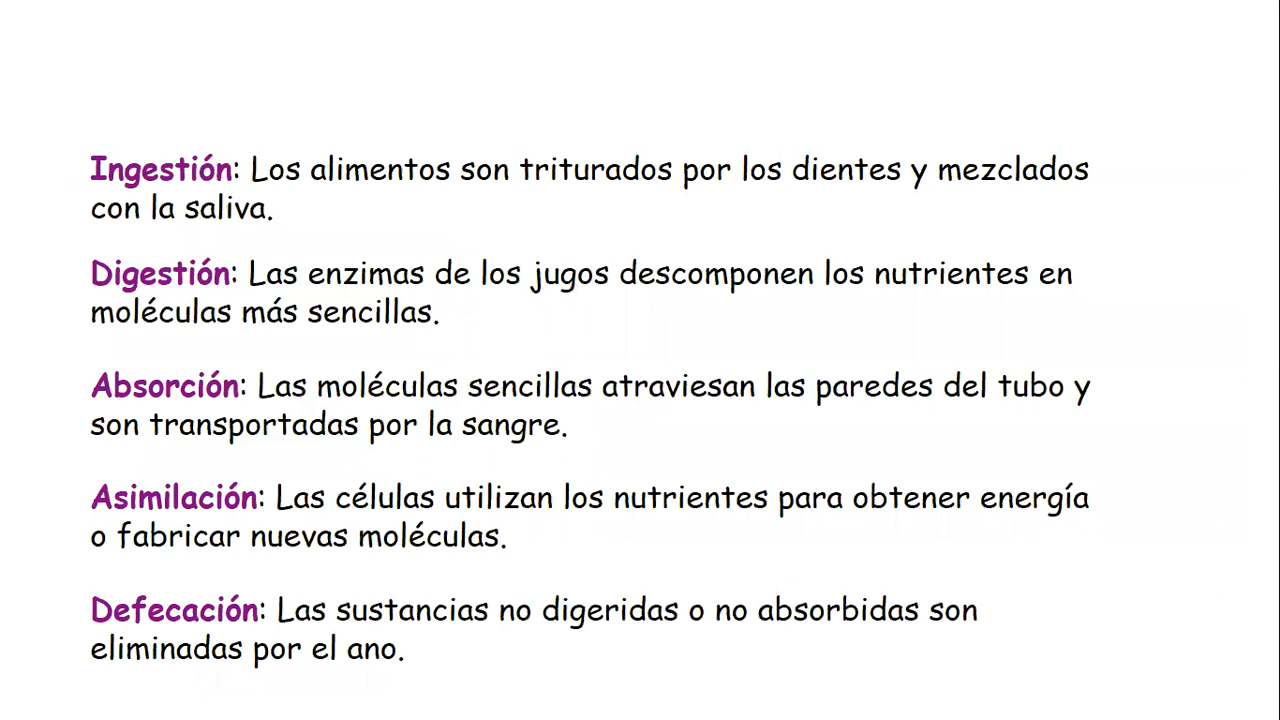 Ingestión: Los alimentos son triturados por los dientes y mezclados
con la saliva.
Digestión: Las enzimas de los jugos descomponen los nutrientes en
moléculas más sencillas.
Absorción: Las moléculas sencillas atraviesan las paredes del tubo y
son transportadas por la sangre.
Asimilación: Las células utilizan los nutrientes para obtener energía
o fabricar nuevas moléculas.
Defecación: Las sustancias no digeridas o no absorbidas son
eliminadas por el ano.